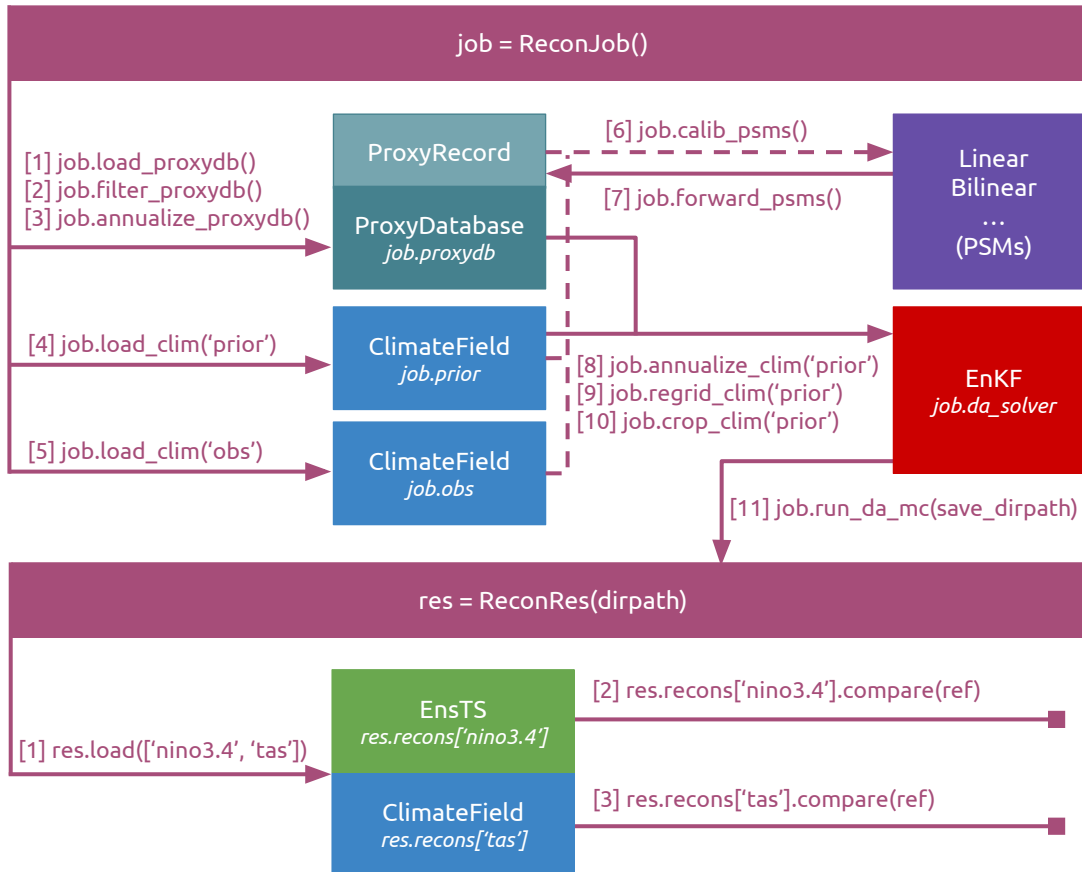 job = ReconJob()
[1] job.load_proxydb()
[2] job.filter_proxydb()
[3] job.annualize_proxydb()
ProxyRecord
ProxyDatabase
job.proxydb
[6] job.calib_psms()
[7] job.forward_psms()
Linear
Bilinear
...
(PSMs)
[4] job.load_clim(‘prior’)
ClimateField
job.prior
[8] job.annualize_clim(‘prior’)
[9] job.regrid_clim(‘prior’)
[10] job.crop_clim(‘prior’)
EnKF
job.da_solver
[5] job.load_clim(‘obs’)
ClimateField
job.obs
[11] job.run_da_mc(save_dirpath)
res = ReconRes(dirpath)
[1] res.load([‘nino3.4’, ‘tas’])
EnsTS
res.recons[‘nino3.4’]
[2] res.recons[‘nino3.4’].compare(ref)
ClimateField
res.recons[‘tas’]
[3] res.recons[‘tas’].compare(ref)